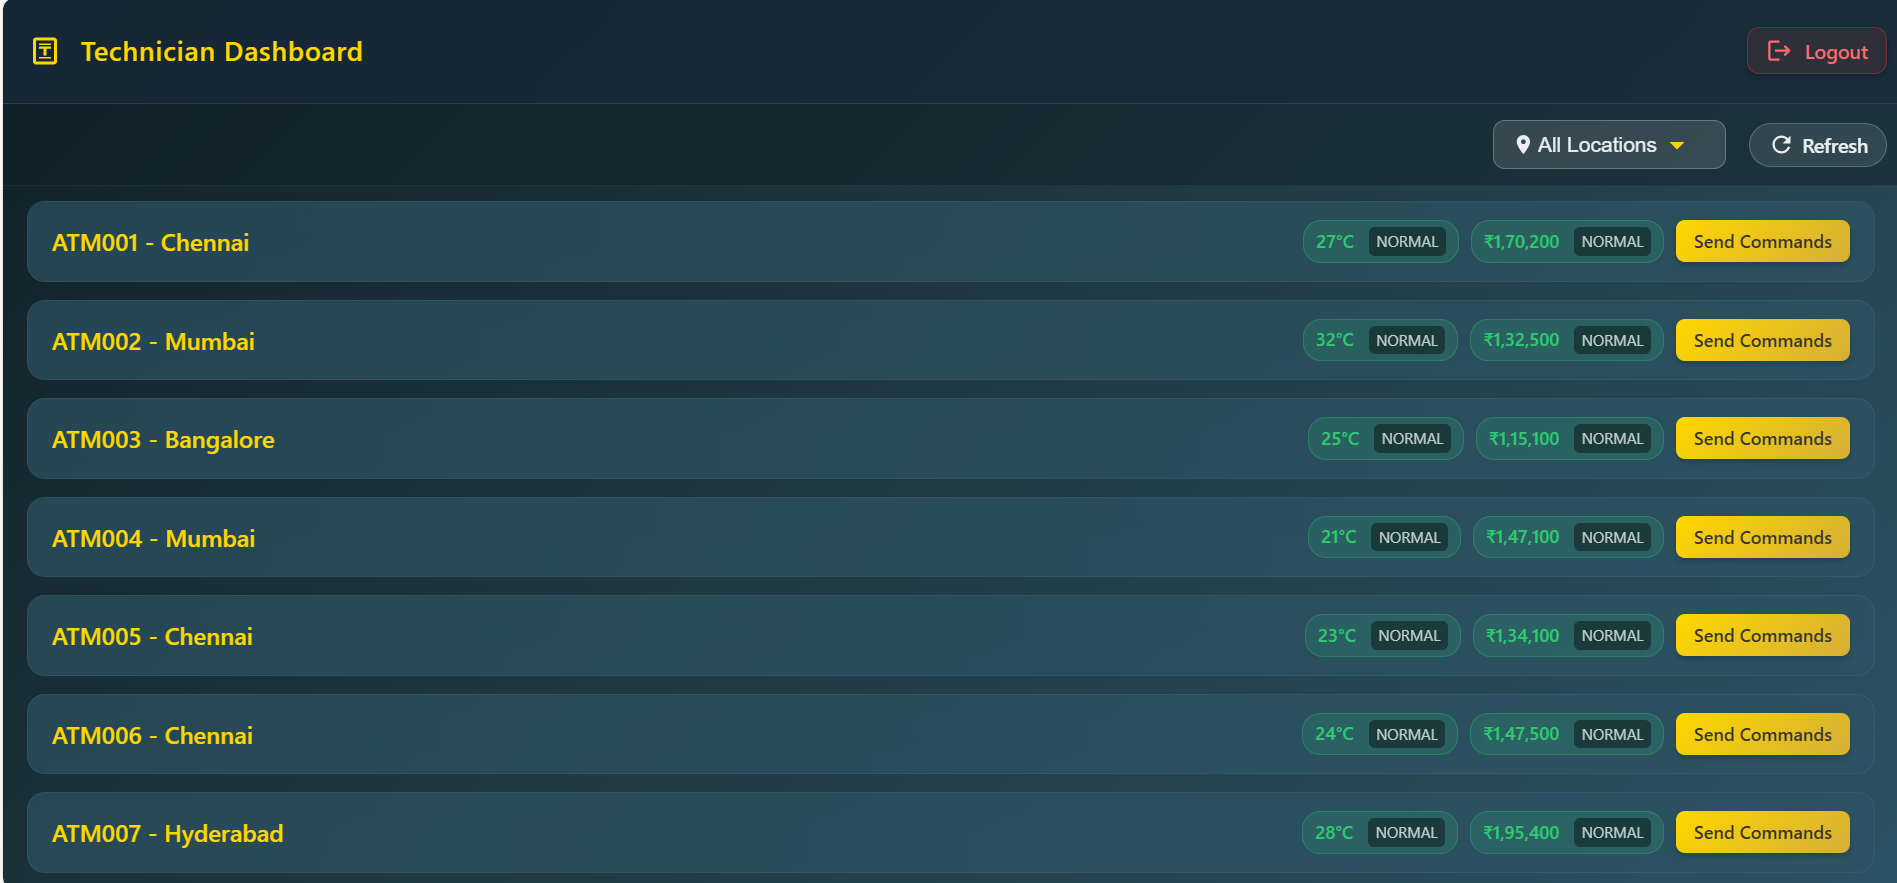 Technician Dashboard Logout
All Locations Refresh
ATM001 - Chennai 27°C NORMAL ₹1,70,200 NORMAL Send Commands
ATM002 - Mumbai 32°C NORMAL ₹1,32,500 NORMAL Send Commands
ATM003 - Bangalore 25°C NORMAL ₹1,15,100 NORMAL Send Commands
ATM004 - Mumbai 21°C NORMAL ₹1,47,100 NORMAL Send Commands
ATM005 - Chennai 23°C NORMAL ₹1,34,100 NORMAL Send Commands
ATM006 - Chennai 24°C NORMAL ₹1,47,500 NORMAL Send Commands
ATM007 - Hyderabad 28°C NORMAL ₹1,95,400 NORMAL Send Commands